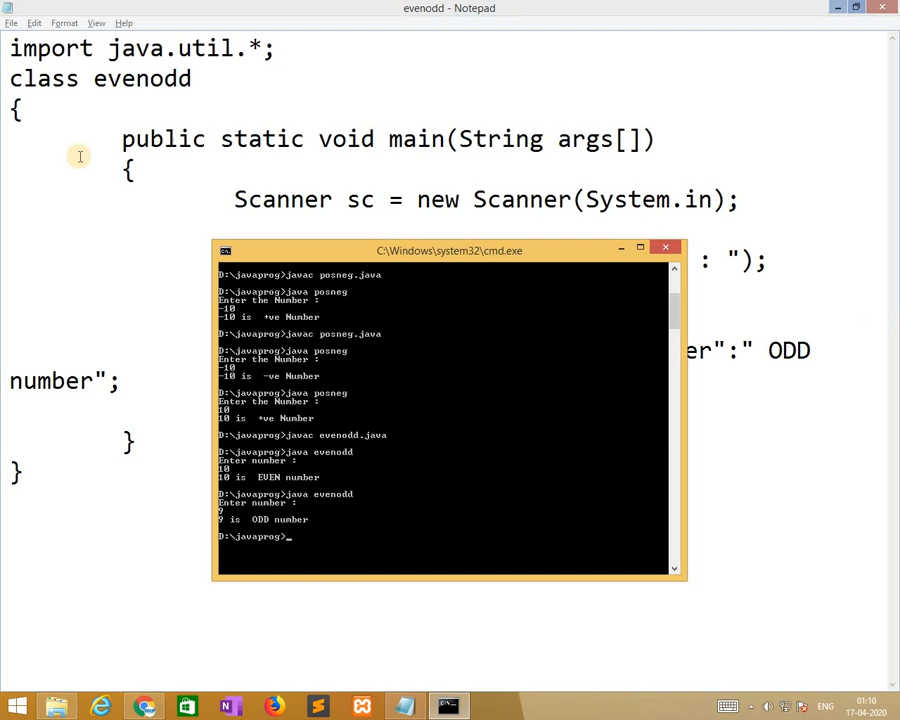 evenodd - Notepad
File Edit Format View Help
import java.util.*;
class evenodd
{
public static void main(String args[])
{
Scanner sc = new Scanner(System.in);
: ");
er":" ODD
number";
}
}
C:\Windows\system32\cmd.exe
D:\javaprog>javac posneg.java
D:\javaprog>java posneg
Enter the Number :
-10
-10 is  +ve Number
D:\javaprog>javac posneg.java
D:\javaprog>java posneg
Enter the Number :
-10
-10 is  -ve Number
D:\javaprog>java posneg
Enter the Number :
10
10 is  +ve Number
D:\javaprog>javac evenodd.java
D:\javaprog>java evenodd
Enter number :
10
10 is  EVEN number
D:\javaprog>java evenodd
Enter number :
9
9 is  ODD number
D:\javaprog>_
ENG
01:10
17-04-2020